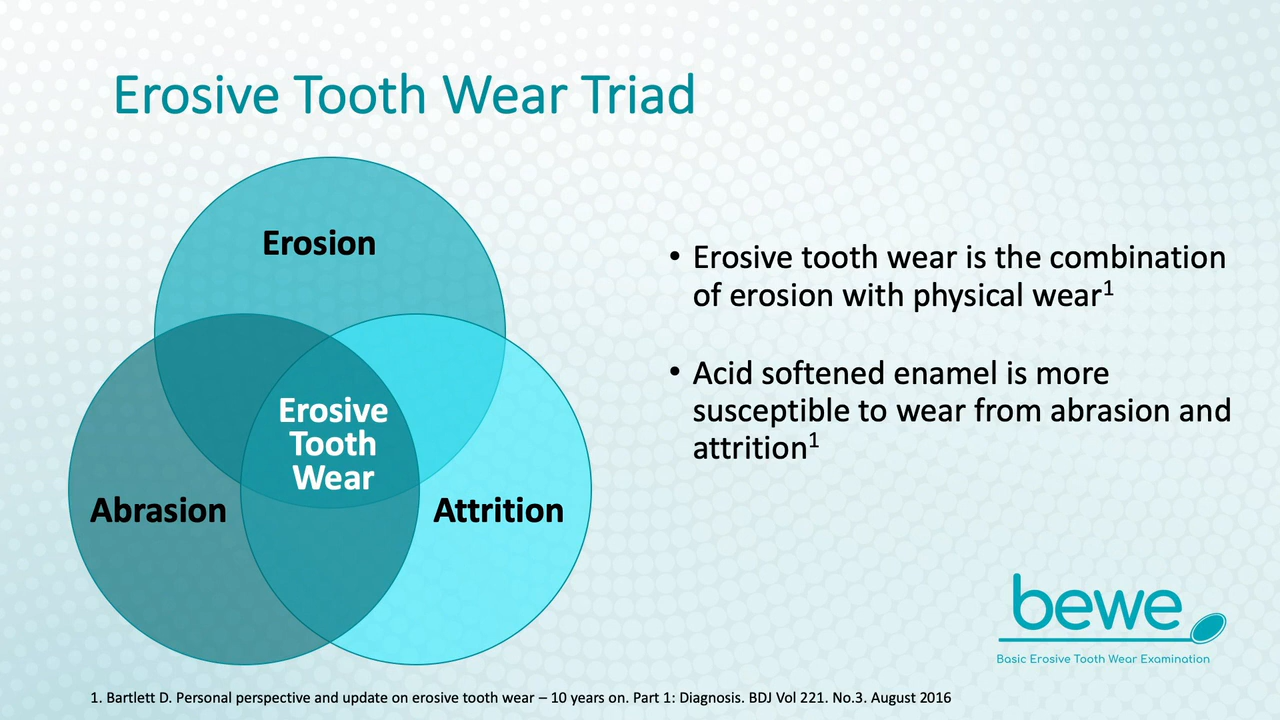 Erosive Tooth Wear Triad
Erosion
Erosive
Tooth
Wear
Abrasion
Attrition
• Erosive tooth wear is the combination
of erosion with physical wear¹
• Acid softened enamel is more
susceptible to wear from abrasion and
attrition¹
bewe
Basic Erosive Tooth Wear Examination
1. Bartlett D. Personal perspective and update on erosive tooth wear – 10 years on. Part 1: Diagnosis. BDJ Vol 221. No.3. August 2016